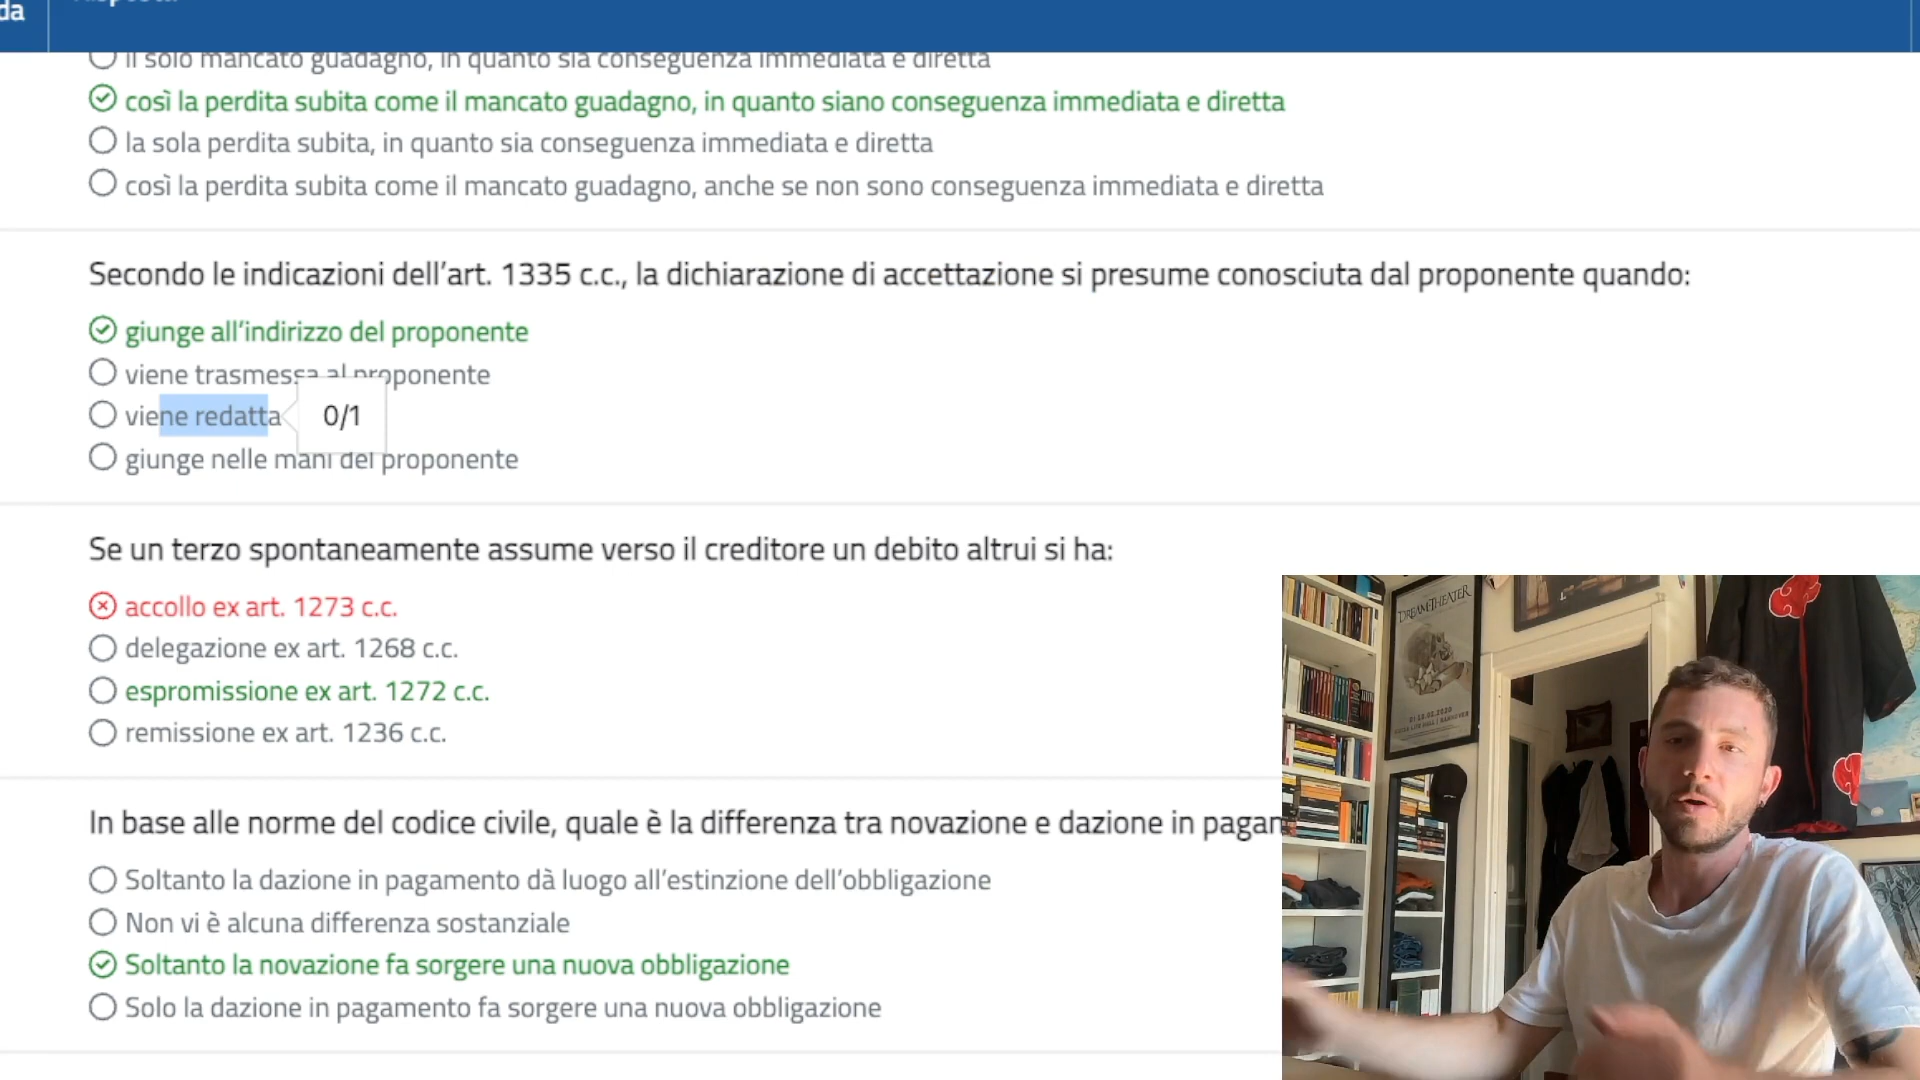 da
Risposta:
il solo mancato guadagno, in quanto sia conseguenza immediata e diretta
così la perdita subita come il mancato guadagno, in quanto siano conseguenza immediata e diretta
la sola perdita subita, in quanto sia conseguenza immediata e diretta
così la perdita subita come il mancato guadagno, anche se non sono conseguenza immediata e diretta
Secondo le indicazioni dell'art. 1335 c.c., la dichiarazione di accettazione si presume conosciuta dal proponente quando:
giunge all'indirizzo del proponente
viene trasmessa al proponente
viene redatta
0/1
giunge nelle mani del proponente
Se un terzo spontaneamente assume verso il creditore un debito altrui si ha:
accollo ex art. 1273 c.c.
delegazione ex art. 1268 c.c.
espromissione ex art. 1272 c.c.
remissione ex art. 1236 c.c.
In base alle norme del codice civile, quale è la differenza tra novazione e dazione in pagam
Soltanto la dazione in pagamento dà luogo all'estinzione dell'obbligazione
Non vi è alcuna differenza sostanziale
Soltanto la novazione fa sorgere una nuova obbligazione
Solo la dazione in pagamento fa sorgere una nuova obbligazione
DREAM THEATER